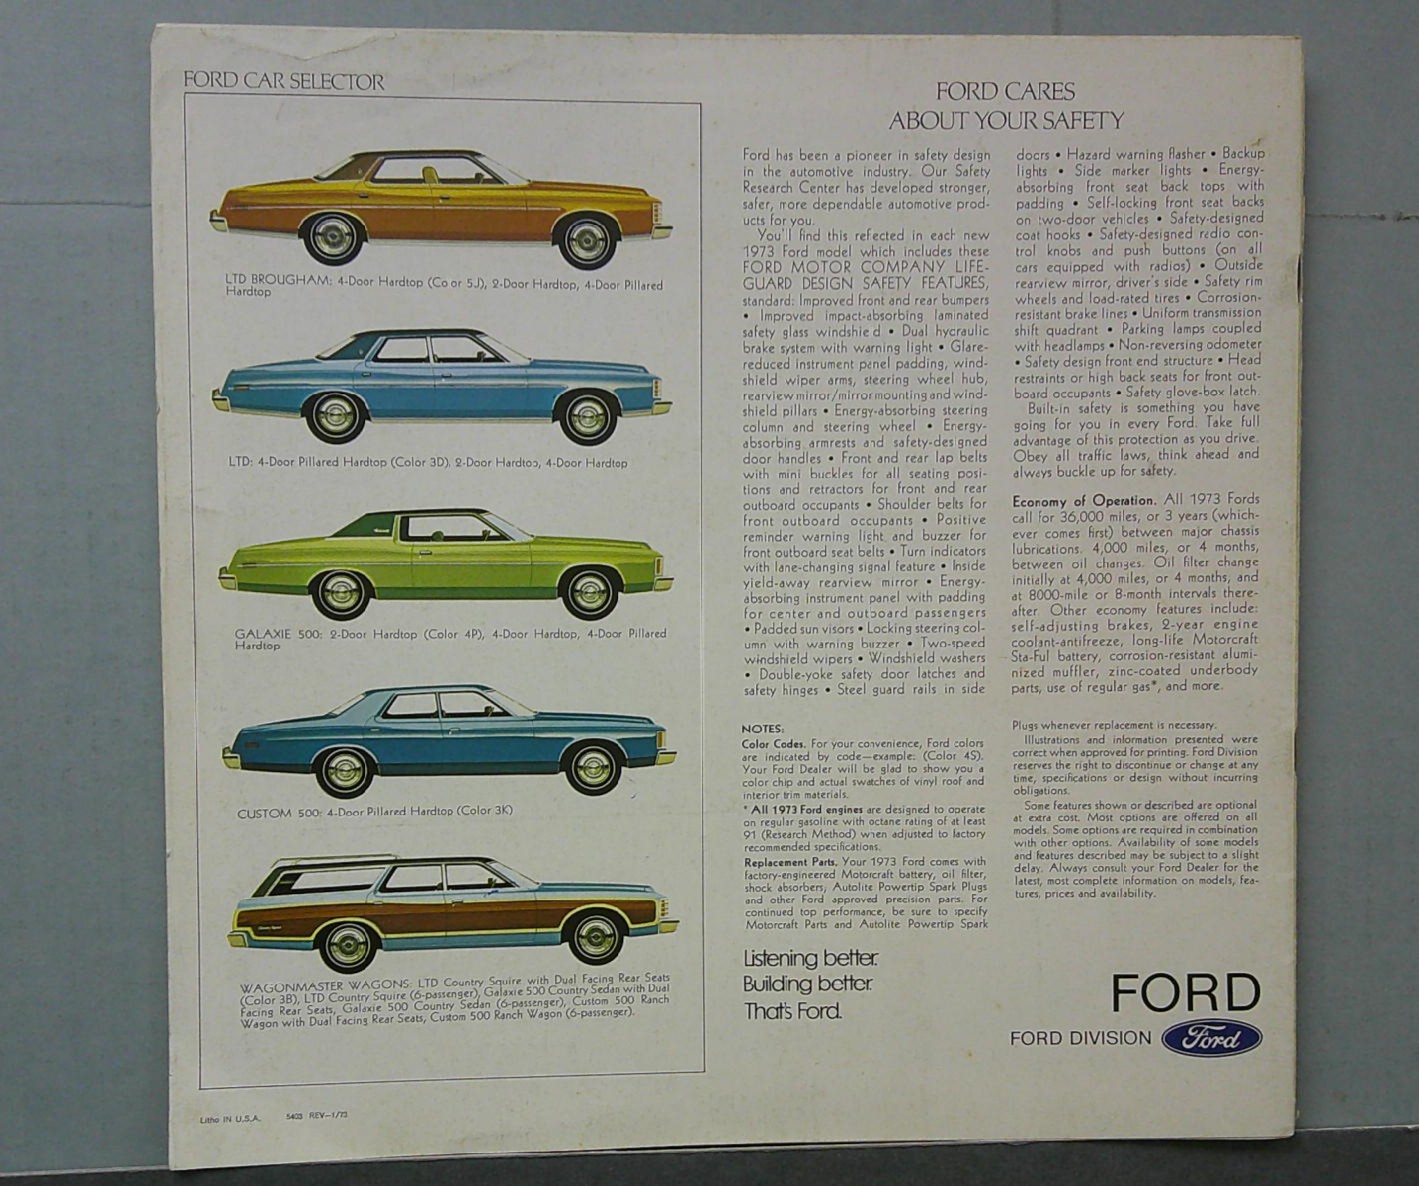 FORD CAR SELECTOR
LTD BROUGHAM: 4-Door Hardtop (Co or 5J), 2-Door Hardtop, 4-Door Pillared
Hardtop
LTD: 4-Door Pillared Hardtop (Color 3D). 2-Door Hardtop, 4-Door Hardtop
GALAXIE 500: 2-Door Hardtop (Color 4P), 4-Door Hardtop, 4-Door Pillared
Hardtop
CUSTOM 500: 4-Door Pillared Hardtop (Color 3K)
WAGONMASTER WAGONS: LTD Country Squire with Dual Facing Rear Seats
(Color 3B), LTD Country Squire (6-passenger), Galaxie 500 Country Sedan with Dual
Facing Rear Seats, Galaxie 500 Country Sedan (6-passenger), Custom 500 Ranch
Wagon with Dual Facing Rear Seats, Custom 500 Ranch Wagon (6-passenger).
Litho IN U.S.A. 5403 REV—1/73
FORD CARES
ABOUT YOUR SAFETY
Ford has been a pioneer in safety design
in the automotive industry. Our Safety
Research Center has developed stronger,
safer, more dependable automotive prod-
ucts for you.
You'll find this reflected in each new
1973 Ford model which includes these
FORD MOTOR COMPANY LIFE-
GUARD DESIGN SAFETY FEATURES,
standard: Improved front and rear bumpers
• Improved impact-absorbing laminated
safety glass windshield • Dual hydraulic
brake system with warning light • Glare-
reduced instrument panel padding, wind-
shield wiper arms, steering wheel hub,
rearview mirror/mirror mounting and wind-
shield pillars • Energy-absorbing steering
column and steering wheel • Energy-
absorbing armrests and safety-designed
door handles • Front and rear lap belts
with mini buckles for all seating posi-
tions and retractors for front and rear
outboard occupants • Shoulder belts for
front outboard occupants • Positive
reminder warning light and buzzer for
front outboard seat belts • Turn indicators
with lane-changing signal feature • Inside
yield-away rearview mirror • Energy-
absorbing instrument panel with padding
for center and outboard passengers
• Padded sun visors • Locking steering col-
umn with warning buzzer • Two-speed
windshield wipers • Windshield washers
• Double-yoke safety door latches and
safety hinges • Steel guard rails in side
doors • Hazard warning flasher • Backup
lights • Side marker lights • Energy-
absorbing front seat back tops with
padding • Self-locking front seat backs
on two-door vehicles • Safety-designed
coat hooks • Safety-designed radio con-
trol knobs and push buttons (on all
cars equipped with radios) • Outside
rearview mirror, driver's side • Safety rim
wheels and load-rated tires • Corrosion-
resistant brake lines • Uniform transmission
shift quadrant • Parking lamps coupled
with headlamps • Non-reversing odometer
• Safety design front end structure • Head
restraints or high back seats for front out-
board occupants • Safety glove-box latch.
Built-in safety is something you have
going for you in every Ford. Take full
advantage of this protection as you drive.
Obey all traffic laws, think ahead and
always buckle up for safety.
Economy of Operation. All 1973 Fords
call for 36,000 miles, or 3 years (which-
ever comes first) between major chassis
lubrications. 4,000 miles, or 4 months,
between oil changes. Oil filter change
initially at 4,000 miles, or 4 months, and
at 8000-mile or 8-month intervals there-
after. Other economy features include:
self-adjusting brakes, 2-year engine
coolant-antifreeze, long-life Motorcraft
Sta-Ful battery, corrosion-resistant alumi-
nized muffler, zinc-coated underbody
parts, use of regular gas*, and more.
NOTES:
Color Codes. For your convenience, Ford colors
are indicated by code—example: (Color 4S).
Your Ford Dealer will be glad to show you a
color chip and actual swatches of vinyl roof and
interior trim materials.
* All 1973 Ford engines are designed to operate
on regular gasoline with octane rating of at least
91 (Research Method) when adjusted to factory
recommended specifications.
Replacement Parts. Your 1973 Ford comes with
factory-engineered Motorcraft battery, oil filter,
shock absorbers, Autolite Powertip Spark Plugs
and other Ford approved precision parts. For
continued top performance, be sure to specify
Motorcraft Parts and Autolite Powertip Spark
Plugs whenever replacement is necessary.
Illustrations and information presented were
correct when approved for printing. Ford Division
reserves the right to discontinue or change at any
time, specifications or design without incurring
obligations.
Some features shown or described are optional
at extra cost. Most options are offered on all
models. Some options are required in combination
with other options. Availability of some models
and features described may be subject to a slight
delay. Always consult your Ford Dealer for the
latest, most complete information on models, fea-
tures, prices and availability.
Listening better.
Building better.
That's Ford.
FORD
FORD DIVISION Ford